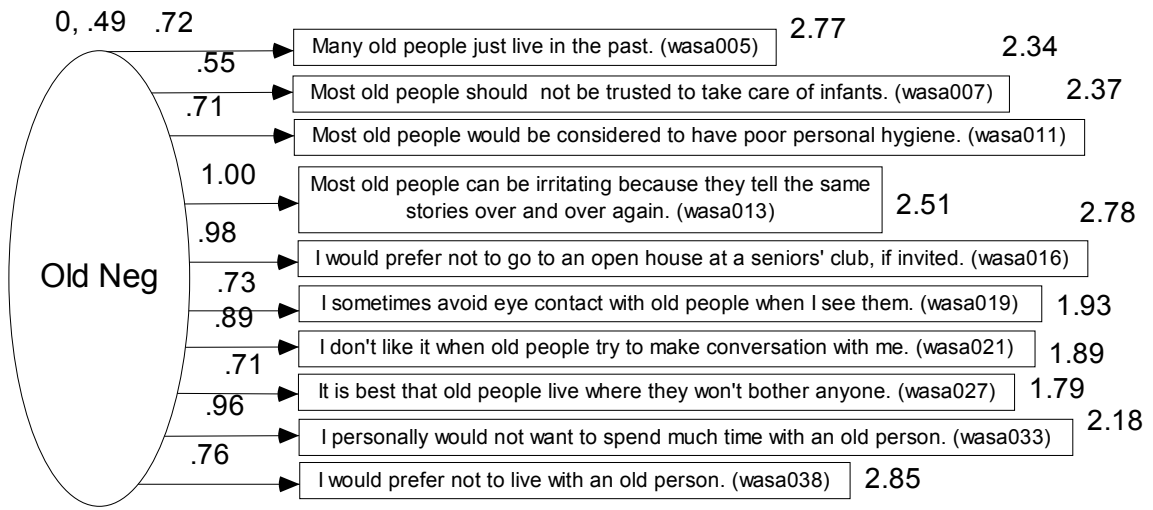 0, .49 .72
Many old people just live in the past. (wasa005) 2.77
2.34
.55
Most old people should not be trusted to take care of infants. (wasa007) 2.37
.71
Most old people would be considered to have poor personal hygiene. (wasa011)
1.00
Most old people can be irritating because they tell the same
stories over and over again. (wasa013) 2.51
2.78
.98
I would prefer not to go to an open house at a seniors' club, if invited. (wasa016)
Old Neg
.73
I sometimes avoid eye contact with old people when I see them. (wasa019) 1.93
.89
I don't like it when old people try to make conversation with me. (wasa021) 1.89
.71
It is best that old people live where they won't bother anyone. (wasa027) 1.79
.96
I personally would not want to spend much time with an old person. (wasa033) 2.18
.76
I would prefer not to live with an old person. (wasa038) 2.85